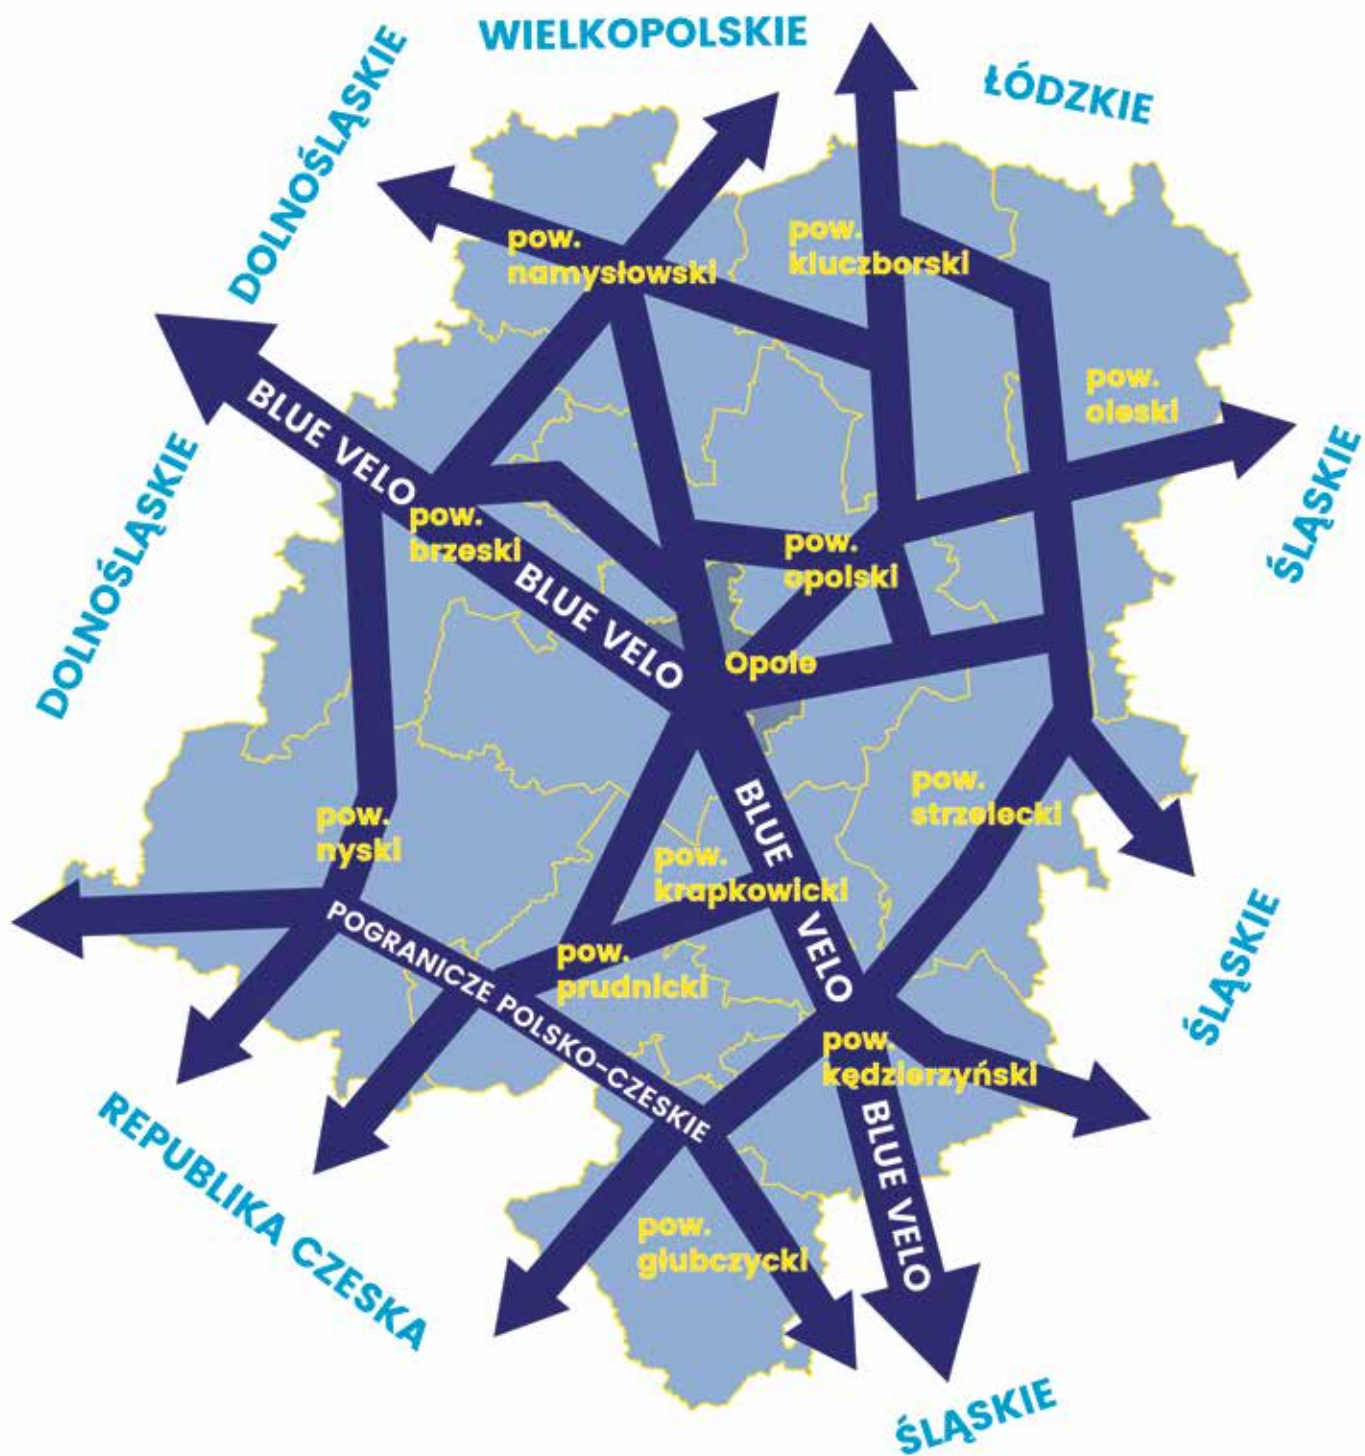 WIELKOPOLSKIE
ŁÓDZKIE
DOLNOŚLĄSKIE
pow.
namysłowski
pow.
kluczborski
pow.
oleski
BLUE VELO
DOLNOŚLĄSKIE
ŚLĄSKIE
pow.
brzeski
pow.
opolski
BLUE VELO
Opole
pow.
strzelecki
BLUE VELO
pow.
nyski
pow.
krapkowicki
POGRANICZE POLSKO-CZESKIE
pow.
prudnicki
ŚLĄSKIE
pow.
kędzierzyński
REPUBLIKA CZESKA
BLUE VELO
pow.
głubczycki
ŚLĄSKIE